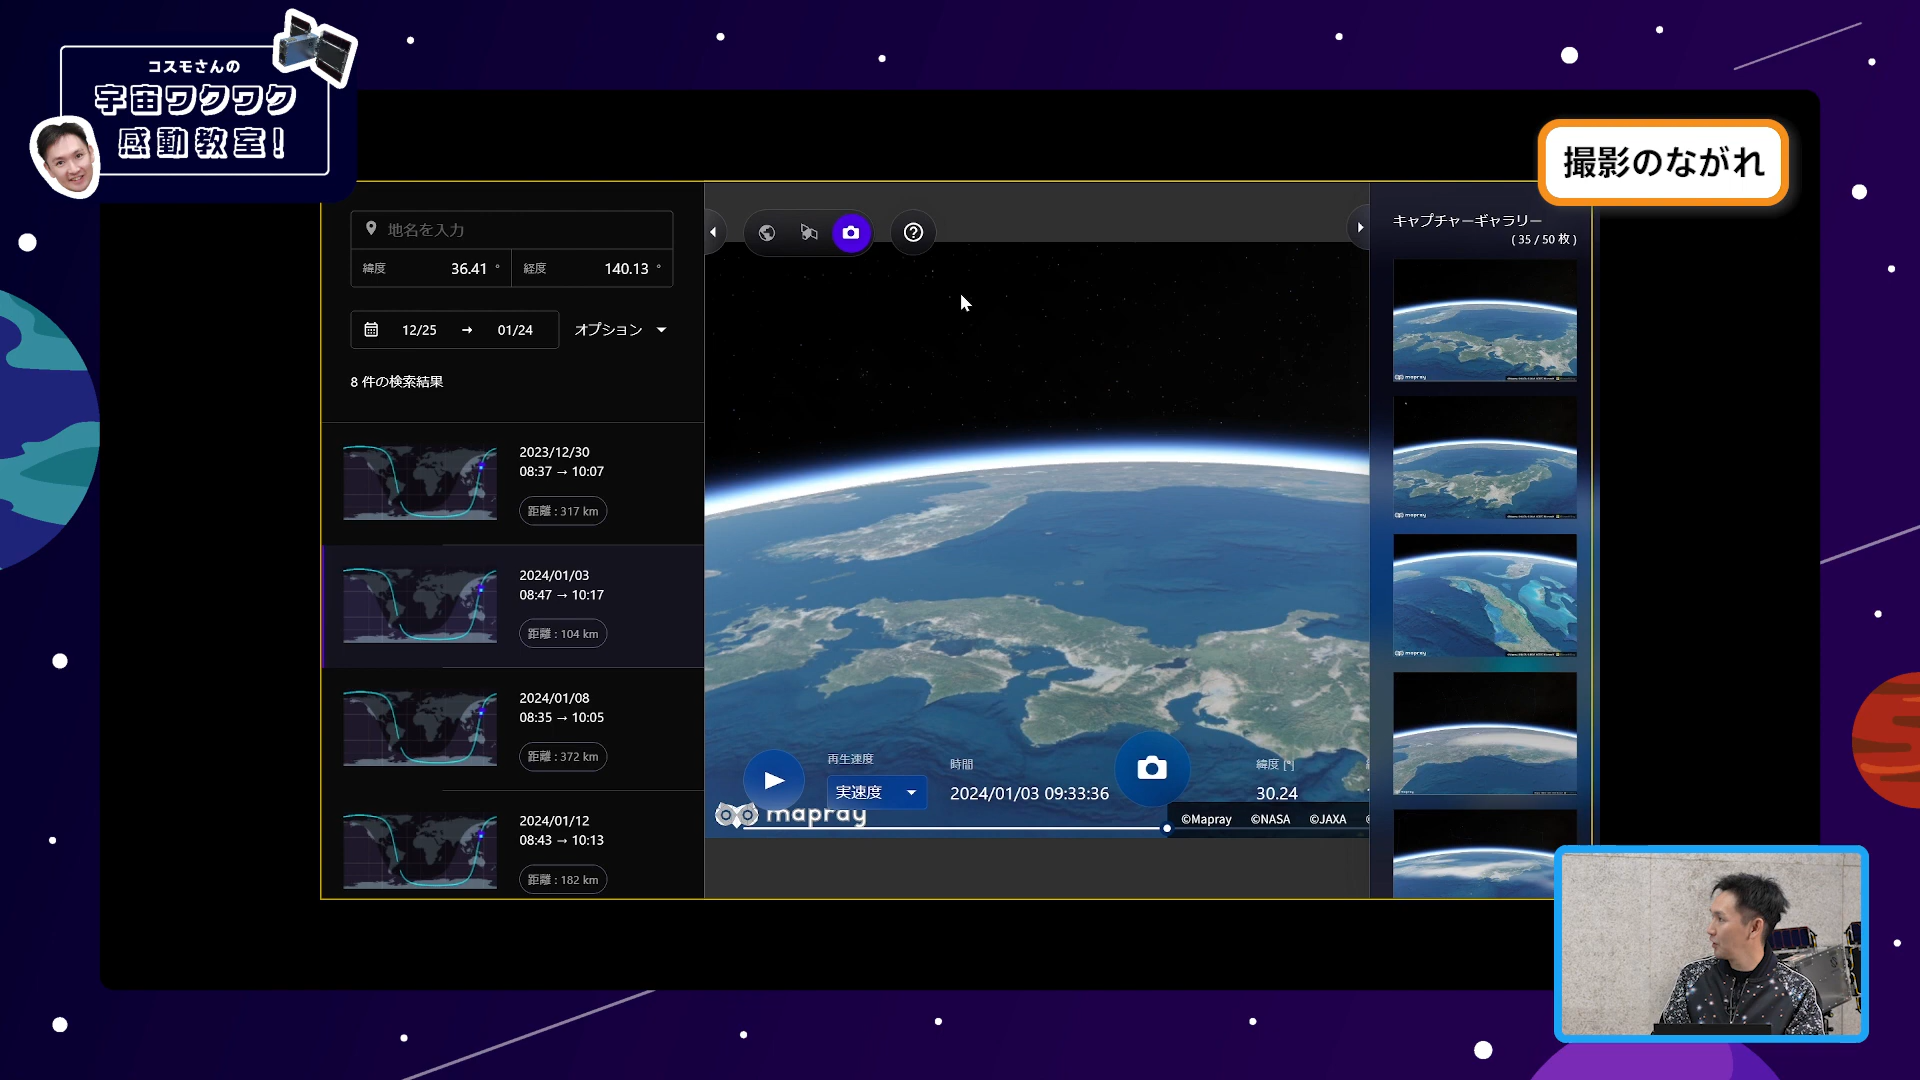 コスモさんの
宇宙ワクワク
感動教室!
撮影のながれ
地名を入力
緯度 36.41 ° 経度 140.13 °
12/25 → 01/24 オプション
8 件の検索結果
2023/12/30
08:37 → 10:07
距離 : 317 km
2024/01/03
08:47 → 10:17
距離 : 104 km
2024/01/08
08:35 → 10:05
距離 : 372 km
2024/01/12
08:43 → 10:13
距離 : 182 km
再生速度
実速度
時間
2024/01/03 09:33:36
緯度 [°]
30.24
mapray
©Mapray ©NASA ©JAXA
キャプチャーギャラリー
( 35 / 50 枚 )
mapray
mapray
mapray
mapray